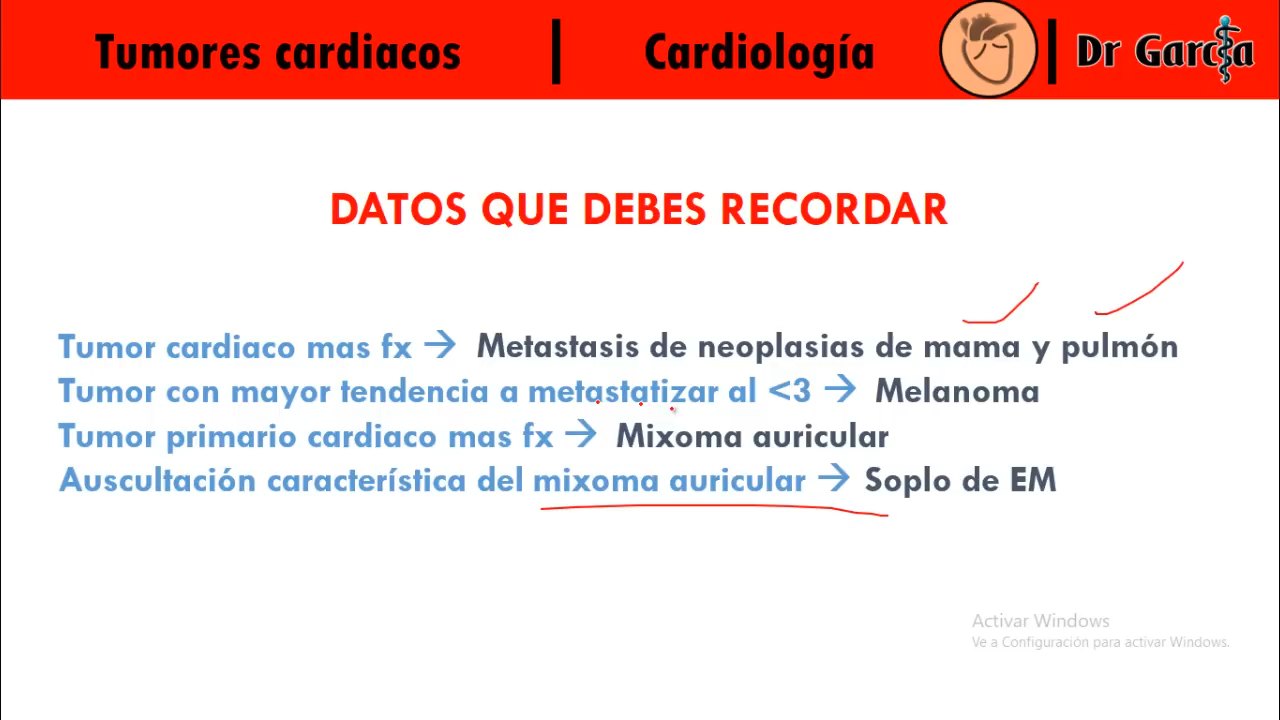 Tumores cardiacos | Cardiología | Dr García
DATOS QUE DEBES RECORDAR
Tumor cardiaco mas fx → Metastasis de neoplasias de mama y pulmón
Tumor con mayor tendencia a metastatizar al <3 → Melanoma
Tumor primario cardiaco mas fx → Mixoma auricular
Auscultación característica del mixoma auricular → Soplo de EM
Activar Windows
Ve a Configuración para activar Windows.